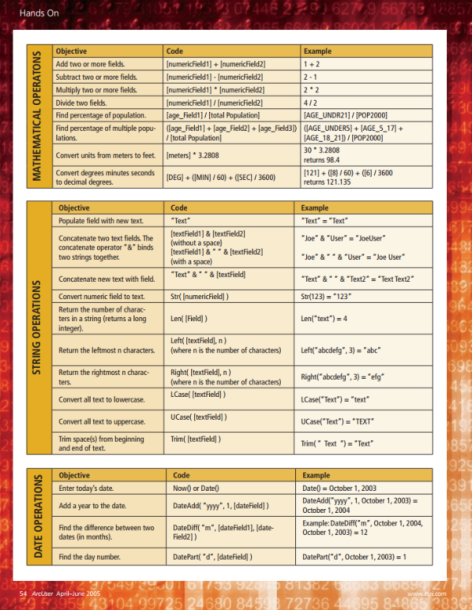 Hands On
MATHEMATICAL OPERATONS
Objective Code Example
Add two or more fields. [numericField1] + [numericField2] 1 + 2
Subtract two or more fields. [numericField1] - [numericField2] 2 - 1
Multiply two or more fields. [numericField1] * [numericField2] 2 * 2
Divide two fields. [numericField1] / [numericField2] 4 / 2
Find percentage of population. [age_Field1] / [total Population] [AGE_UNDR21] / [POP2000]
Find percentage of multiple popu- ([age_Field1] + [age_Field2] + [age_Field3]) ([AGE_UNDER5] + [AGE_5_17] +
lations. / [total Population] [AGE_18_21]) / [POP2000]
Convert units from meters to feet. [meters] * 3.2808 30 * 3.2808
returns 98.4
Convert degrees minutes seconds [DEG] + ([MIN] / 60) + ([SEC] / 3600) [121] + ([8] / 60) + ([6] / 3600
to decimal degrees. returns 121.135
STRING OPERATIONS
Objective Code Example
Populate field with new text. "Text" "Text" = "Text"
Concatenate two text fields. The [textField1] & [textField2] "Joe" & "User" = "JoeUser"
concatenate operator "&" binds (without a space)
two strings together. [textField1] & " " & [textField2] "Joe" & " " & "User" = "Joe User"
(with a space)
Concatenate new text with field. "Text" & " " & [textField] "Text" & " " & "Text2" = "Text Text2"
Convert numeric field to text. Str( [numericField] ) Str(123) = "123"
Return the number of charac-
ters in a string (returns a long Len( [Field] ) Len("text") = 4
integer).
Return the leftmost n characters. Left( [textField], n ) Left("abcdefg", 3) = "abc"
(where n is the number of characters)
Return the rightmost n charac- Right( [textField], n ) Right("abcdefg", 3) = "efg"
ters. (where n is the number of characters)
Convert all text to lowercase. LCase( [textField] ) LCase("Text") = "text"
Convert all text to uppercase. UCase( [textField] ) UCase("Text") = "TEXT"
Trim space(s) from beginning Trim( [textField] ) Trim( " Text ") = "Text"
and end of text.
DATE OPERATIONS
Objective Code Example
Enter today's date. Now() or Date() Date() = October 1, 2003
Add a year to the date. DateAdd( "yyyy", 1, [dateField] ) DateAdd("yyyy", 1, October 1, 2003) =
October 1, 2004
Find the difference between two DateDiff( "m", [dateField1], [date- Example: DateDiff("m", October 1, 2004,
dates (in months). Field2] ) October 1, 2003) = 12
Find the day number. DatePart( "d", [dateField] ) DatePart("d", October 1, 2003) = 1
54 ArcUser April–June 2005 www.esri.com